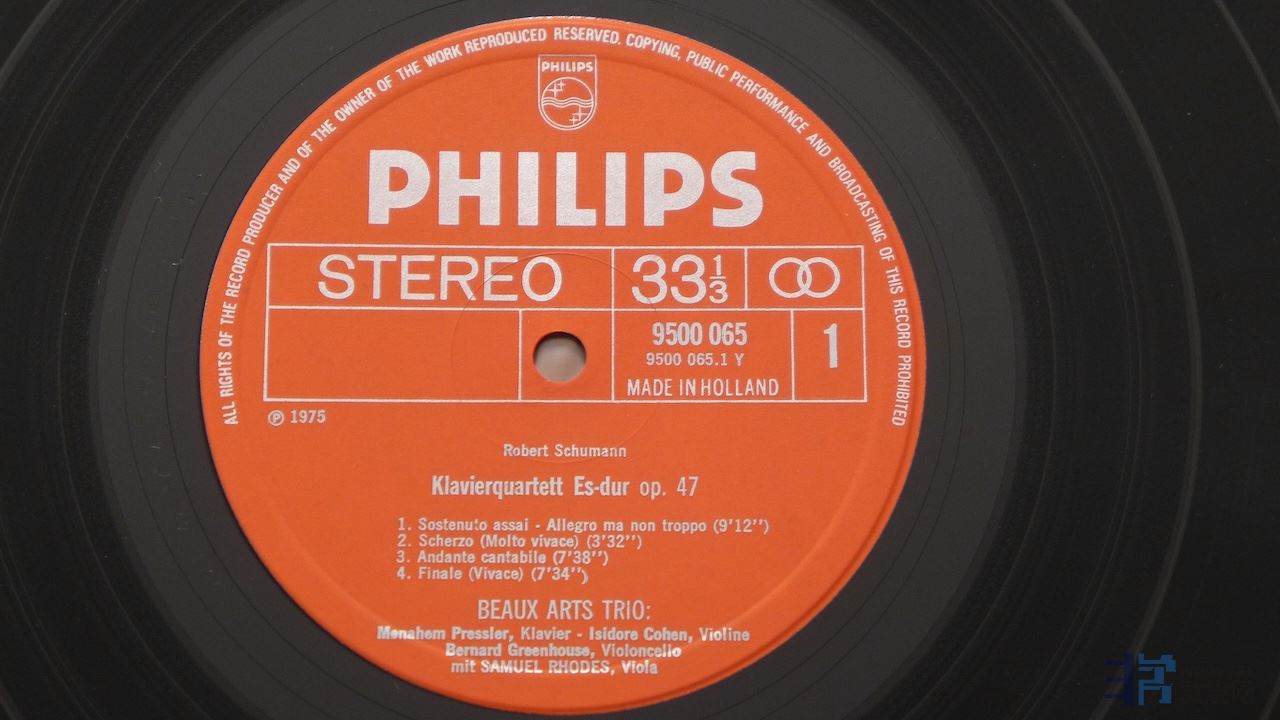 ALL RIGHTS OF THE RECORD PRODUCER AND OF THE OWNER OF THE WORK REPRODUCED RESERVED. COPYING, PUBLIC PERFORMANCE AND BROADCASTING OF THIS RECORD PROHIBITED
PHILIPS
PHILIPS
STEREO 33 1/3
9500 065 1
9500 065.1 Y
MADE IN HOLLAND
℗ 1975
Robert Schumann
Klavierquartett Es-dur op. 47
1. Sostenuto assai - Allegro ma non troppo (9'12'')
2. Scherzo (Molto vivace) (3'32'')
3. Andante cantabile (7'38'')
4. Finale (Vivace) (7'34'')
BEAUX ARTS TRIO:
Menahem Pressler, Klavier - Isidore Cohen, Violine
Bernard Greenhouse, Violoncello
mit SAMUEL RHODES, Viola